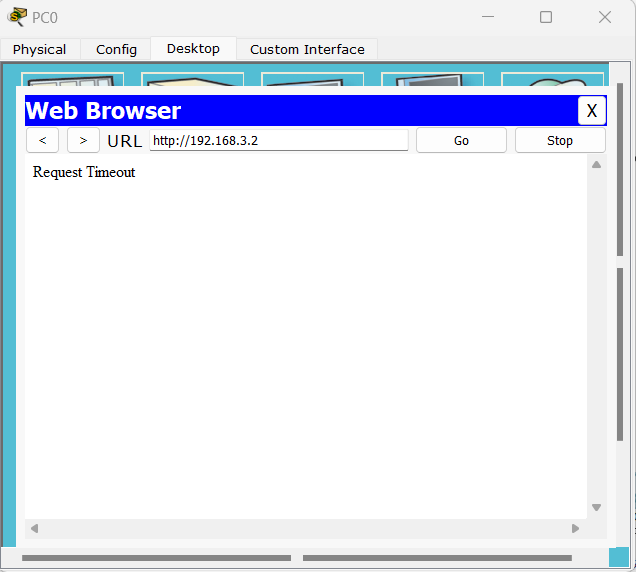 PC0
Physical Config Desktop Custom Interface
Web Browser X
< > URL http://192.168.3.2 Go Stop
Request Timeout